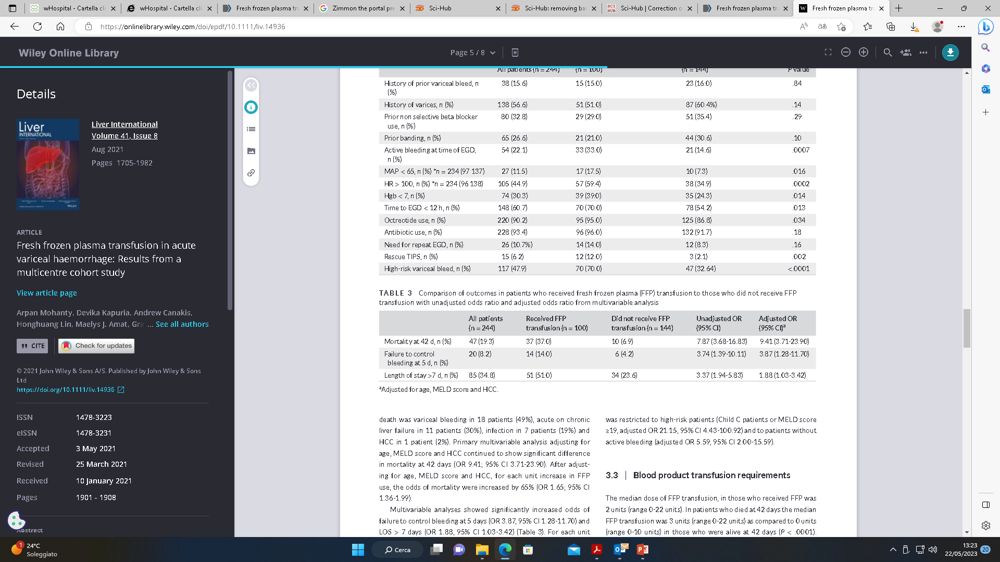 wHospital - Cartella cli
wHospital - Cartella cli
Fresh frozen plasma tra
Zimmon the portal pre
Sci-Hub
Sci-Hub: removing bar
Sci-Hub | Correction o
Fresh frozen plasma tra
Fresh frozen plasma tra
https://onlinelibrary.wiley.com/doi/epdf/10.1111/liv.14936
Wiley Online Library
Page 5 / 8
Details
Liver INTERNATIONAL
WILEY
Liver International
Volume 41, Issue 8
Aug 2021
Pages 1705-1982
ARTICLE
Fresh frozen plasma transfusion in acute
variceal haemorrhage: Results from a
multicentre cohort study
View article page
Arpan Mohanty, Devika Kapuria, Andrew Canakis,
Honghuang Lin, Maelys J. Amat, Gra ... See all authors
CITE
Check for updates
© 2021 John Wiley & Sons A/S. Published by John Wiley & Sons
Ltd
https://doi.org/10.1111/liv.14936
ISSN 1478-3223
eISSN 1478-3231
Accepted 3 May 2021
Revised 25 March 2021
Received 10 January 2021
Pages 1901 - 1908
Abstract
All patients (n = 244) (n = 100) (n = 144) P value
History of prior variceal bleed, n 38 (15.6) 15 (15.0) 23 (16.0) .84
(%)
History of varices, n (%) 138 (56.6) 51 (51.0) 87 (60.4%) .14
Prior non selective beta blocker 80 (32.8) 29 (29.0) 51 (35.4) .29
use, n (%)
Prior banding, n (%) 65 (26.6) 21 (21.0) 44 (30.6) .10
Active bleeding at time of EGD, 54 (22.1) 33 (33.0) 21 (14.6) .0007
n (%)
MAP < 65, n (%) *n = 234 (97 137) 27 (11.5) 17 (17.5) 10 (7.3) .016
HR > 100, n (%) *n = 234 (96 138) 105 (44.9) 57 (59.4) 38 (34.9) .0002
Hgb < 7, n (%) 74 (30.3) 39 (39.0) 35 (24.3) .014
Time to EGD < 12 h, n (%) 148 (60.7) 70 (70.0) 78 (54.2) .013
Octreotide use, n (%) 220 (90.2) 95 (95.0) 125 (86.8) .034
Antibiotic use, n (%) 228 (93.4) 96 (96.0) 132 (91.7) .18
Need for repeat EGD, n (%) 26 (10.7%) 14 (14.0) 12 (8.3) .16
Rescue TIPS, n (%) 15 (6.2) 12 (12.0) 3 (2.1) .002
High-risk variceal bleed, n (%) 117 (47.9) 70 (70.0) 47 (32.64) <.0001
TABLE 3 Comparison of outcomes in patients who received fresh frozen plasma (FFP) transfusion to those who did not receive FFP
transfusion with unadjusted odds ratio and adjusted odds ratio from multivariable analysis
All patients Received FFP Did not receive FFP Unadjusted OR Adjusted OR
(n = 244) transfusion (n = 100) transfusion (n = 144) (95% CI) (95% CI)a
Mortality at 42 d, n (%) 47 (19.3) 37 (37.0) 10 (6.9) 7.87 (3.68-16.83) 9.41 (3.71-23.90)
Failure to control 20 (8.2) 14 (14.0) 6 (4.2) 3.74 (1.39-10.11) 3.87 (1.28-11.70)
bleeding at 5 d, n (%)
Length of stay >7 d, n (%) 85 (34.8) 51 (51.0) 34 (23.6) 3.37 (1.94-5.83) 1.88 (1.03-3.42)
aAdjusted for age, MELD score and HCC.
death was variceal bleeding in 18 patients (49%), acute on chronic
liver failure in 11 patients (30%), infection in 7 patients (19%) and
HCC in 1 patient (2%). Primary multivariable analysis adjusting for
age, MELD score and HCC continued to show significant difference
in mortality at 42 days (OR 9.41; 95% CI 3.71-23.90). After adjust-
ing for age, MELD score and HCC, for each unit increase in FFP
use, the odds of mortality were increased by 65% (OR 1.65; 95% CI
1.36-1.99).
Multivariable analyses showed significantly increased odds of
failure to control bleeding at 5 days (OR 3.87, 95% CI 1.28-11.70) and
LOS > 7 days (OR 1.88, 95% CI 1.03-3.42) (Table 3). For each unit
was restricted to high-risk patients (Child C patients or MELD score
≥19, adjusted OR 21.15, 95% CI 4.43-100.92) and to patients without
active bleeding (adjusted OR 5.59, 95% CI 2.00-15.59).
3.3 | Blood product transfusion requirements
The median dose of FFP transfusion, in those who received FFP was
2 units (range 0-22 units). In patients who died at 42 days the median
FFP transfusion was 3 units (range 0-22 units) as compared to 0 units
(range 0-10 units) in those who were alive at 42 days (P < .0001).
1
24°C
Soleggiato
Cerca
13:23
22/05/2023
20